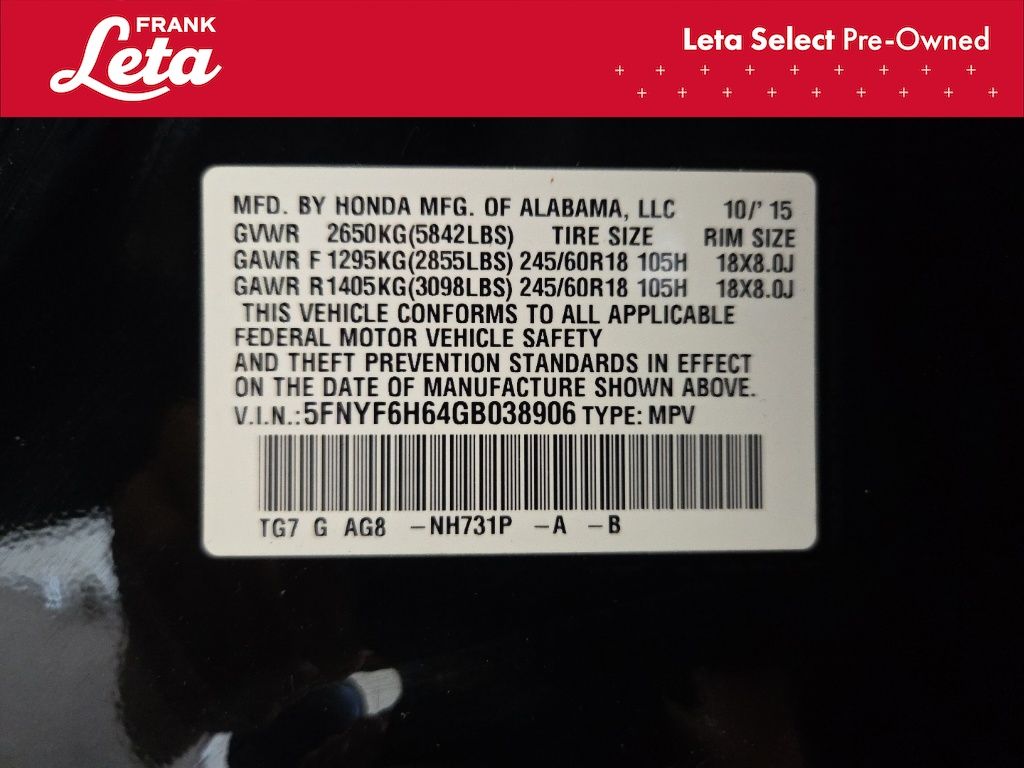 FRANK
Leta
Leta Select Pre-Owned
MFD. BY HONDA MFG. OF ALABAMA, LLC 10/' 15
GVWR 2650KG(5842LBS) TIRE SIZE RIM SIZE
GAWR F 1295KG(2855LBS) 245/60R18 105H 18X8.0J
GAWR R1405KG(3098LBS) 245/60R18 105H 18X8.0J
THIS VEHICLE CONFORMS TO ALL APPLICABLE
FEDERAL MOTOR VEHICLE SAFETY
AND THEFT PREVENTION STANDARDS IN EFFECT
ON THE DATE OF MANUFACTURE SHOWN ABOVE.
V.I.N.:5FNYF6H64GB038906 TYPE: MPV
TG7 G AG8 –NH731P –A –B